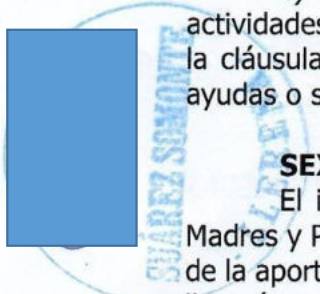 actividades
la cláusula
ayudas o s
SEX
El i
Madres y P
de la aport
SUÁREZ SOMONTE